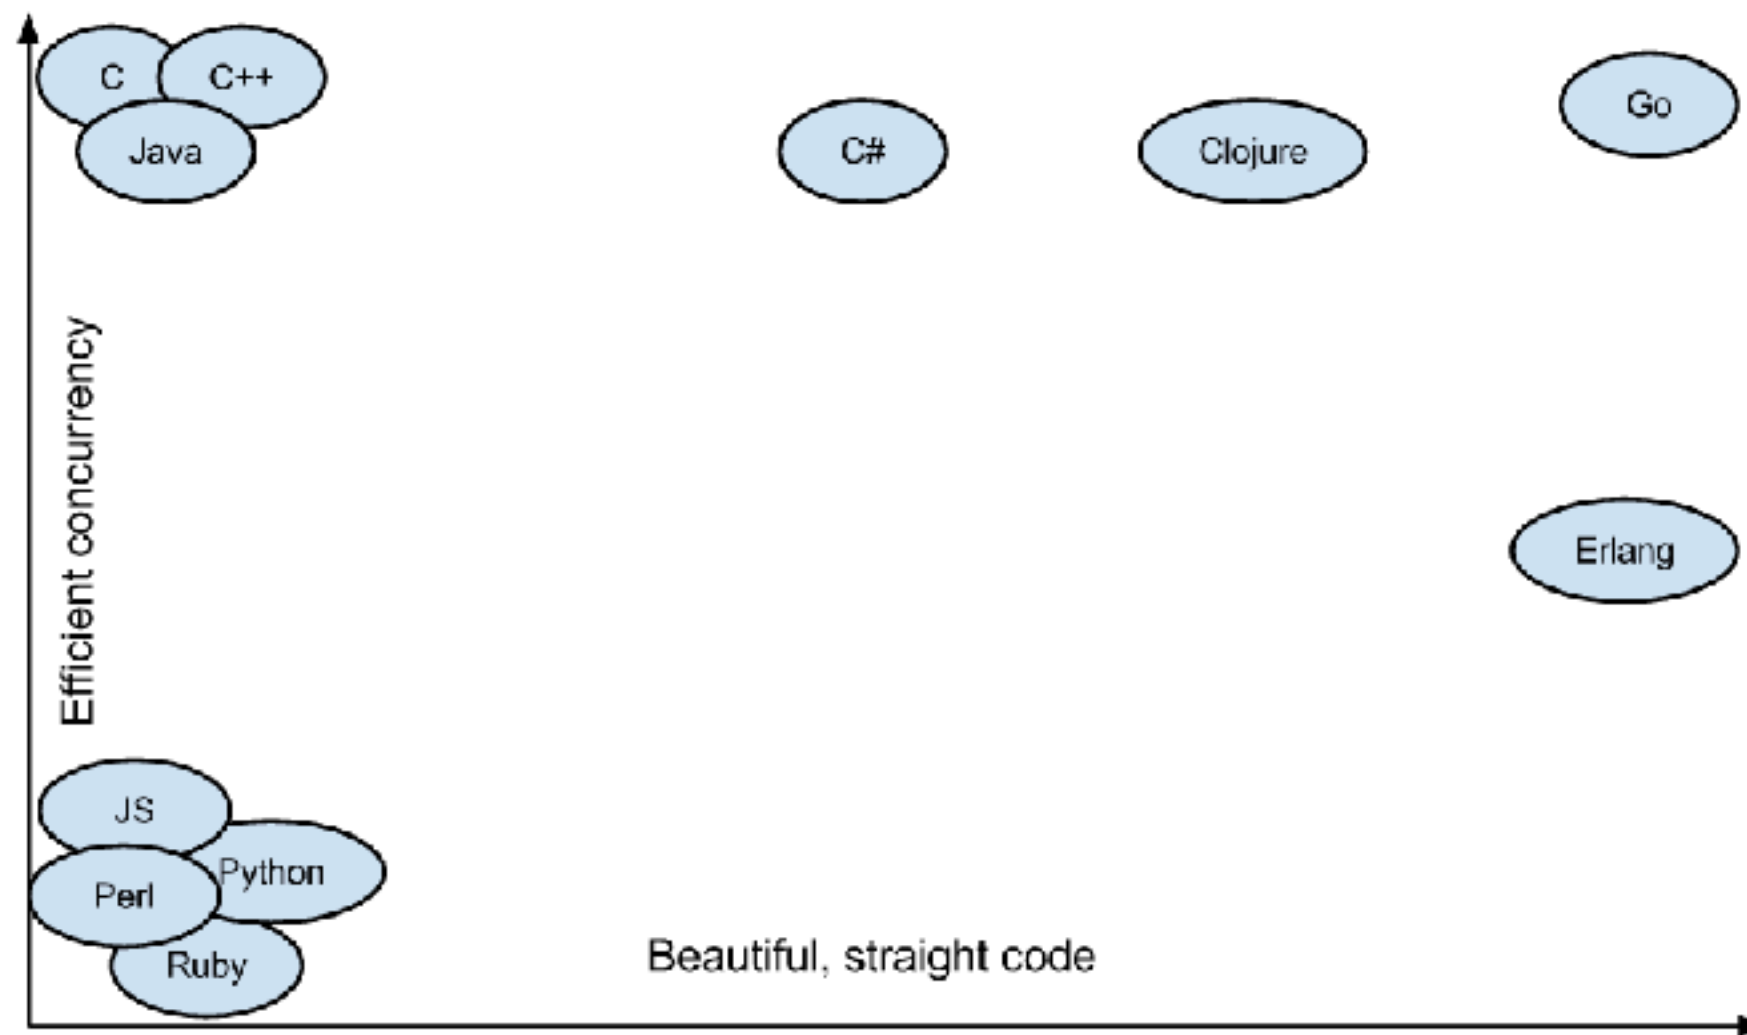 C
C++
Java
C#
Clojure
Go
Efficient concurrency
Erlang
JS
Python
Perl
Ruby
Beautiful, straight code